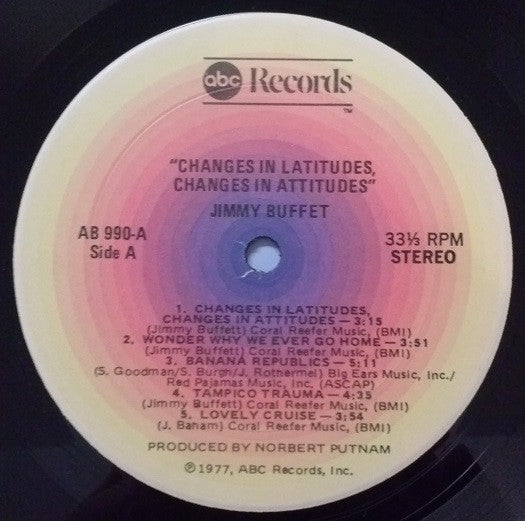 abc Records
TM
"CHANGES IN LATITUDES,
CHANGES IN ATTITUDES"
JIMMY BUFFET
AB 990-A
Side A
33⅓ RPM
STEREO
1. CHANGES IN LATITUDES,
CHANGES IN ATTITUDES – 3:15
(Jimmy Buffett) Coral Reefer Music, (BMI)
2. WONDER WHY WE EVER GO HOME – 3:51
(Jimmy Buffett) Coral Reefer Music, (BMI)
3. BANANA REPUBLICS – 5:11
(S. Goodman/S. Burgh/J. Rothermel) Big Ears Music, Inc./
Red Pajamas Music, Inc. (ASCAP)
4. TAMPICO TRAUMA – 4:35
(Jimmy Buffett) Coral Reefer Music, (BMI)
5. LOVELY CRUISE – 3:54
(J. Baham) Coral Reefer Music, (BMI)
PRODUCED BY NORBERT PUTNAM
℗1977, ABC Records, Inc.